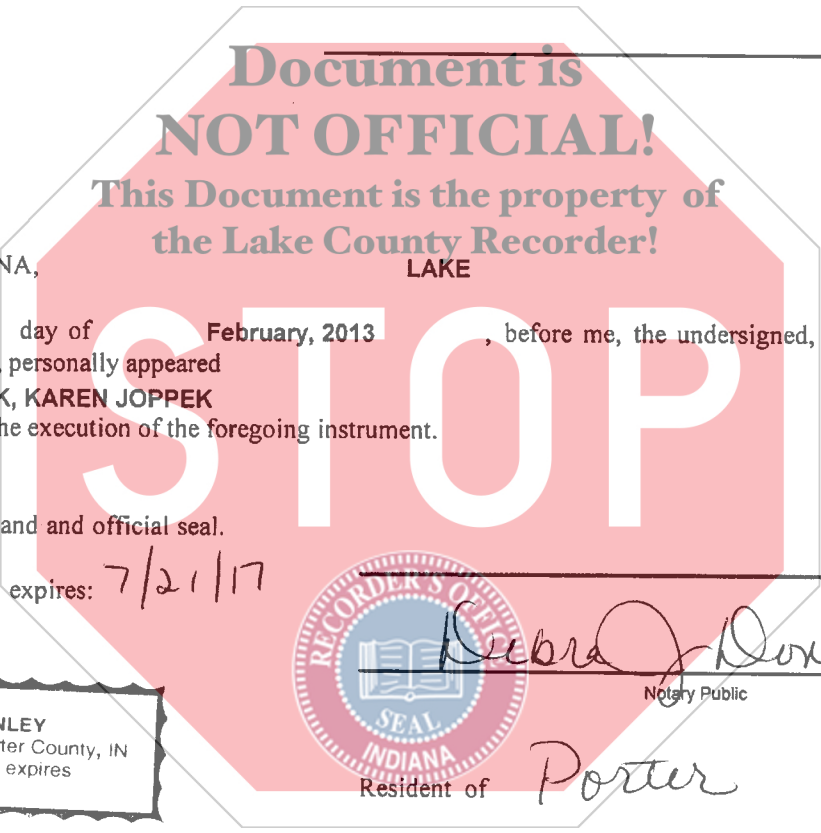 Document is
NOT OFFICIAL!
This Document is the property of
the Lake County Recorder!
NA, LAKE
day of February, 2013 , before me, the undersigned,
, personally appeared
K, KAREN JOPPEK
he execution of the foregoing instrument.
STOP
and and official seal.
expires: 7/21/17
RECORDER'S OFFICE
SEAL
INDIANA
Debra J Don
Notary Public
NLEY
ter County, IN
expires
Resident of Porter